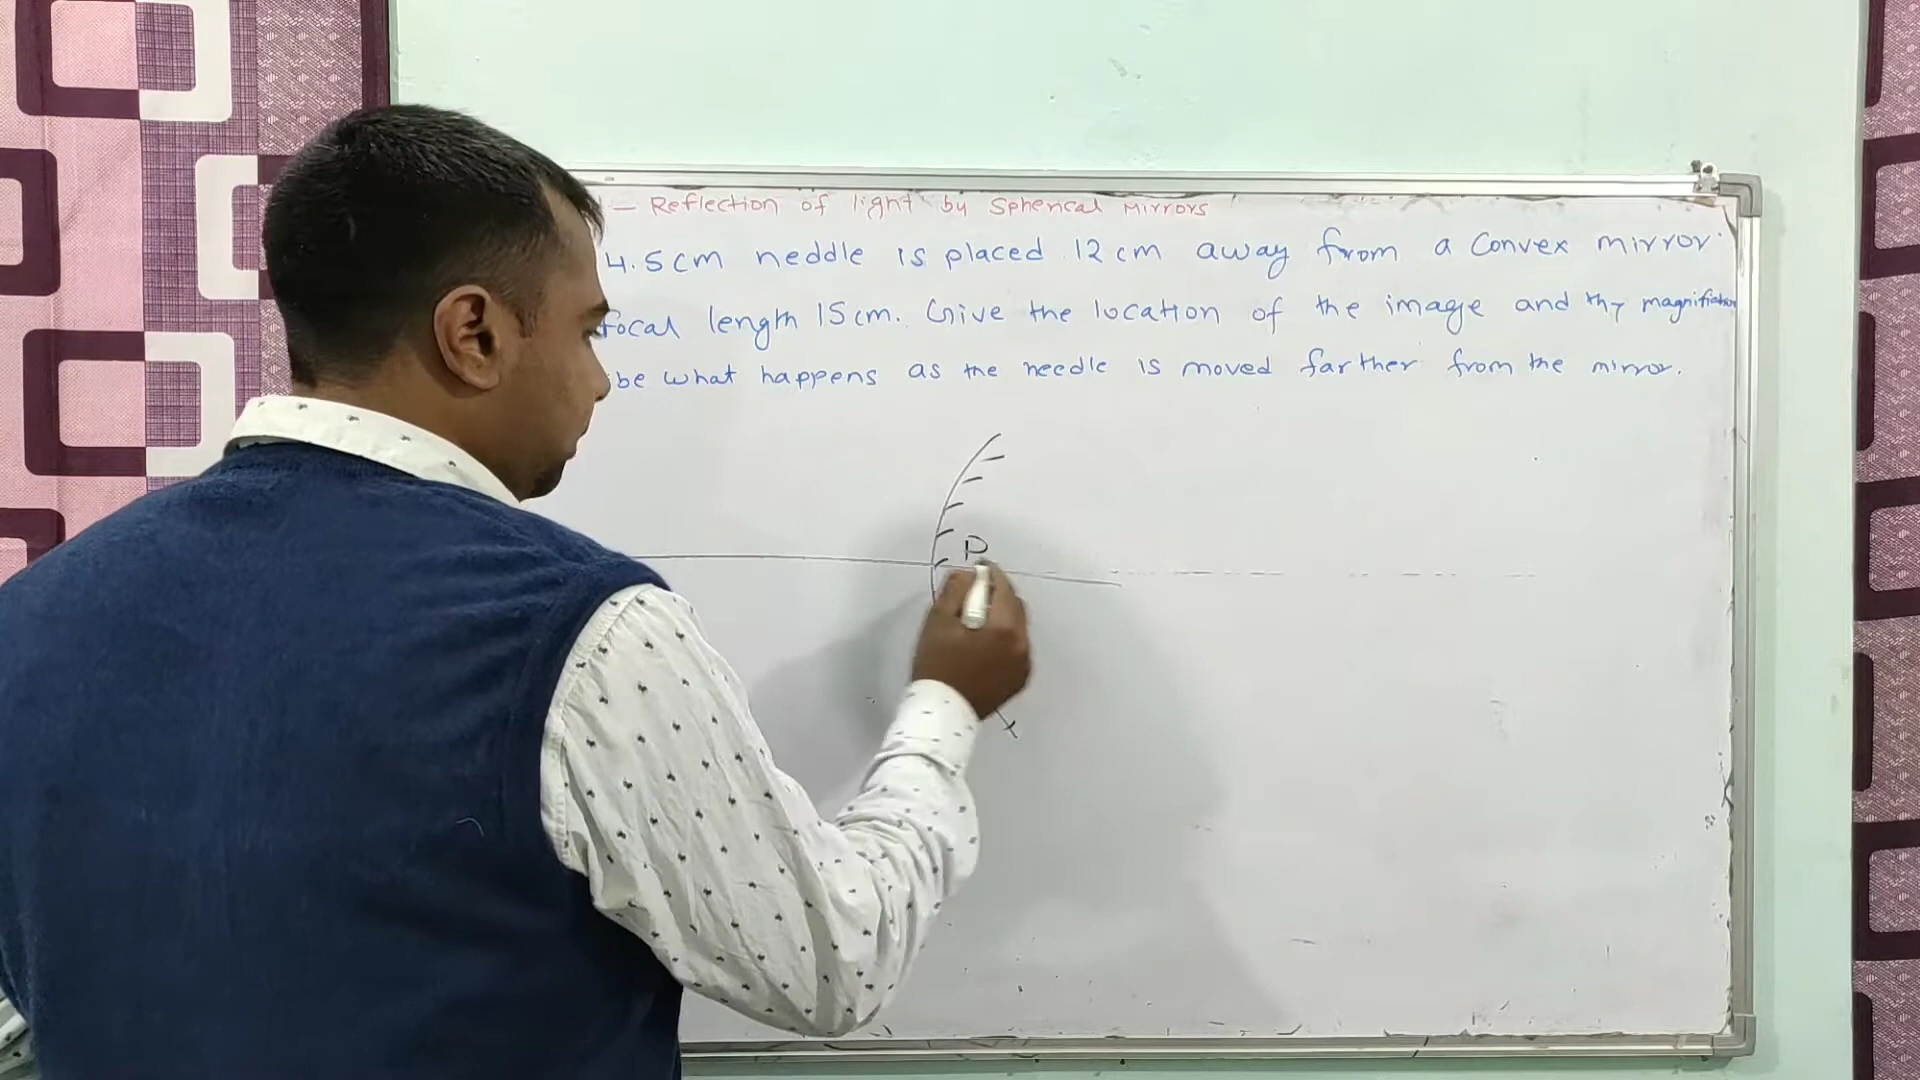 — Reflection of light by Spherical Mirrors
4.5cm neddle is placed 12cm away from a Convex mirror.
focal length 15cm. Give the location of the image and the magnification
be what happens as the needle is moved farther from the mirror.
P